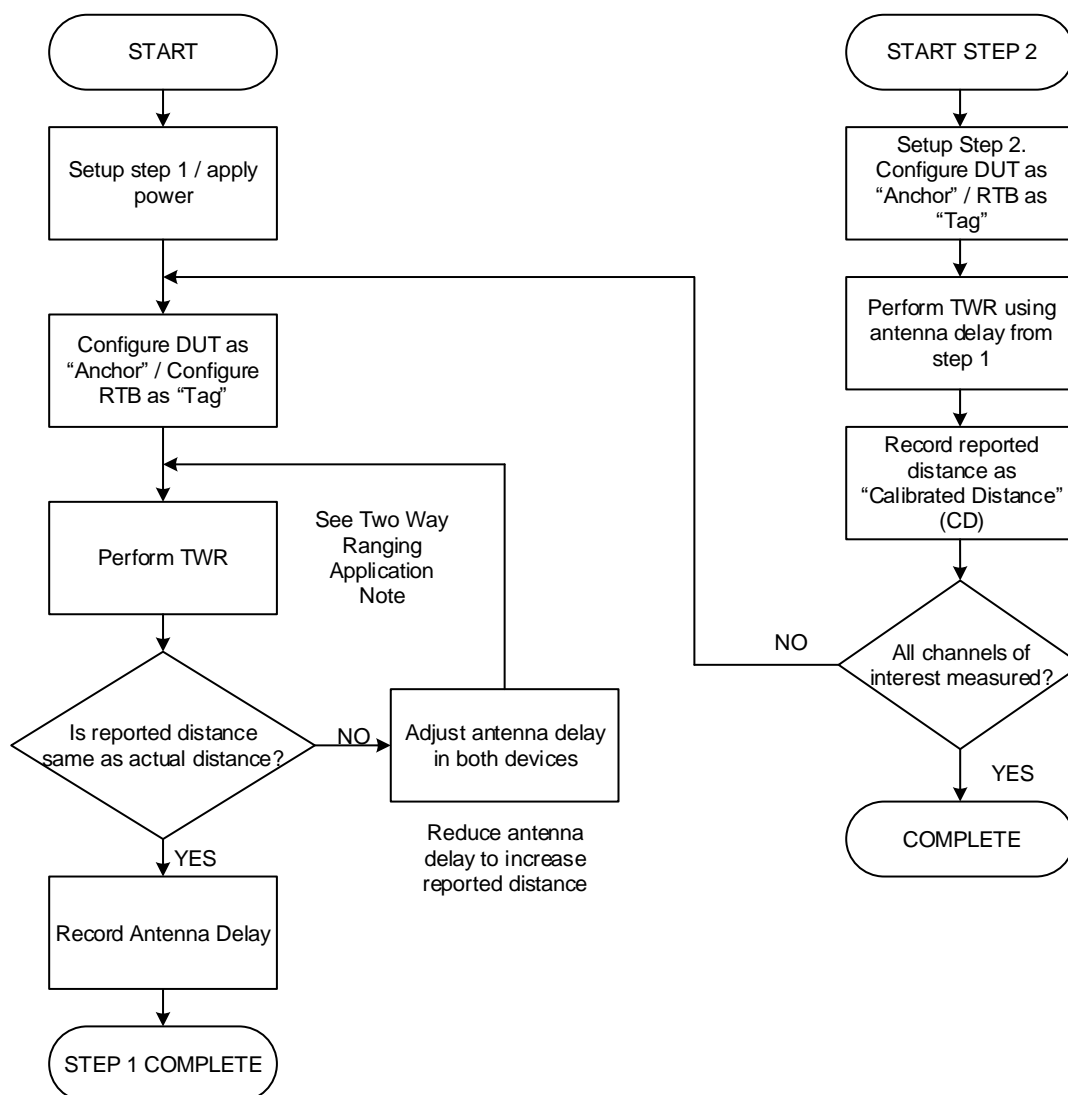 START
Setup step 1 / apply
power
Configure DUT as
“Anchor” / Configure
RTB as “Tag”
Perform TWR
See Two Way
Ranging
Application
Note
Is reported distance
same as actual distance?
NO
Adjust antenna delay
in both devices
Reduce antenna
delay to increase
reported distance
YES
Record Antenna Delay
STEP 1 COMPLETE
START STEP 2
Setup Step 2.
Configure DUT as
“Anchor” / RTB as
“Tag”
Perform TWR using
antenna delay from
step 1
Record reported
distance as
“Calibrated Distance”
(CD)
All channels of
interest measured?
NO
YES
COMPLETE